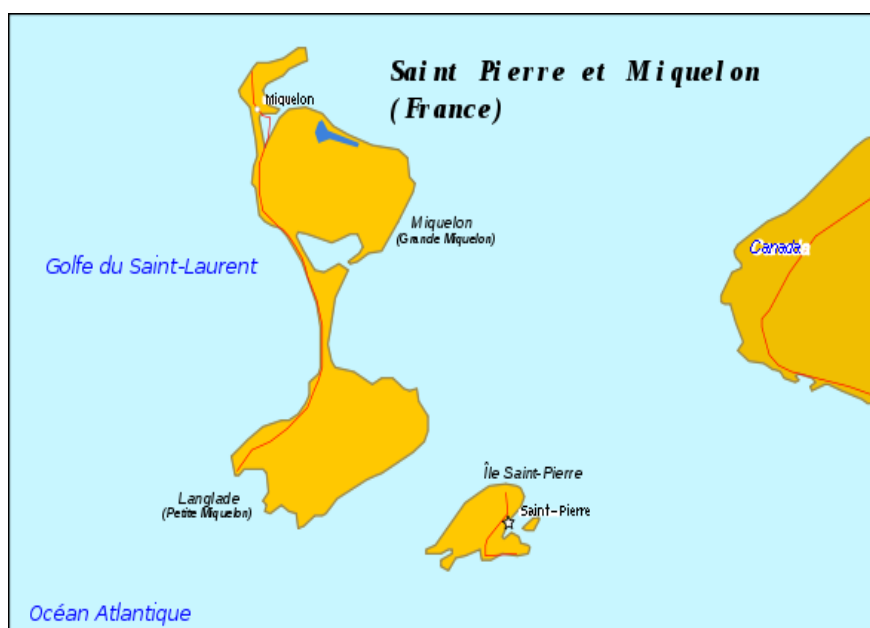 Saint Pierre et Miquelon
(France)
Miquelon
Miquelon
(Grande Miquelon)
Canada
Golfe du Saint-Laurent
Île Saint-Pierre
Langlade
(Petite Miquelon)
Saint-Pierre
Océan Atlantique